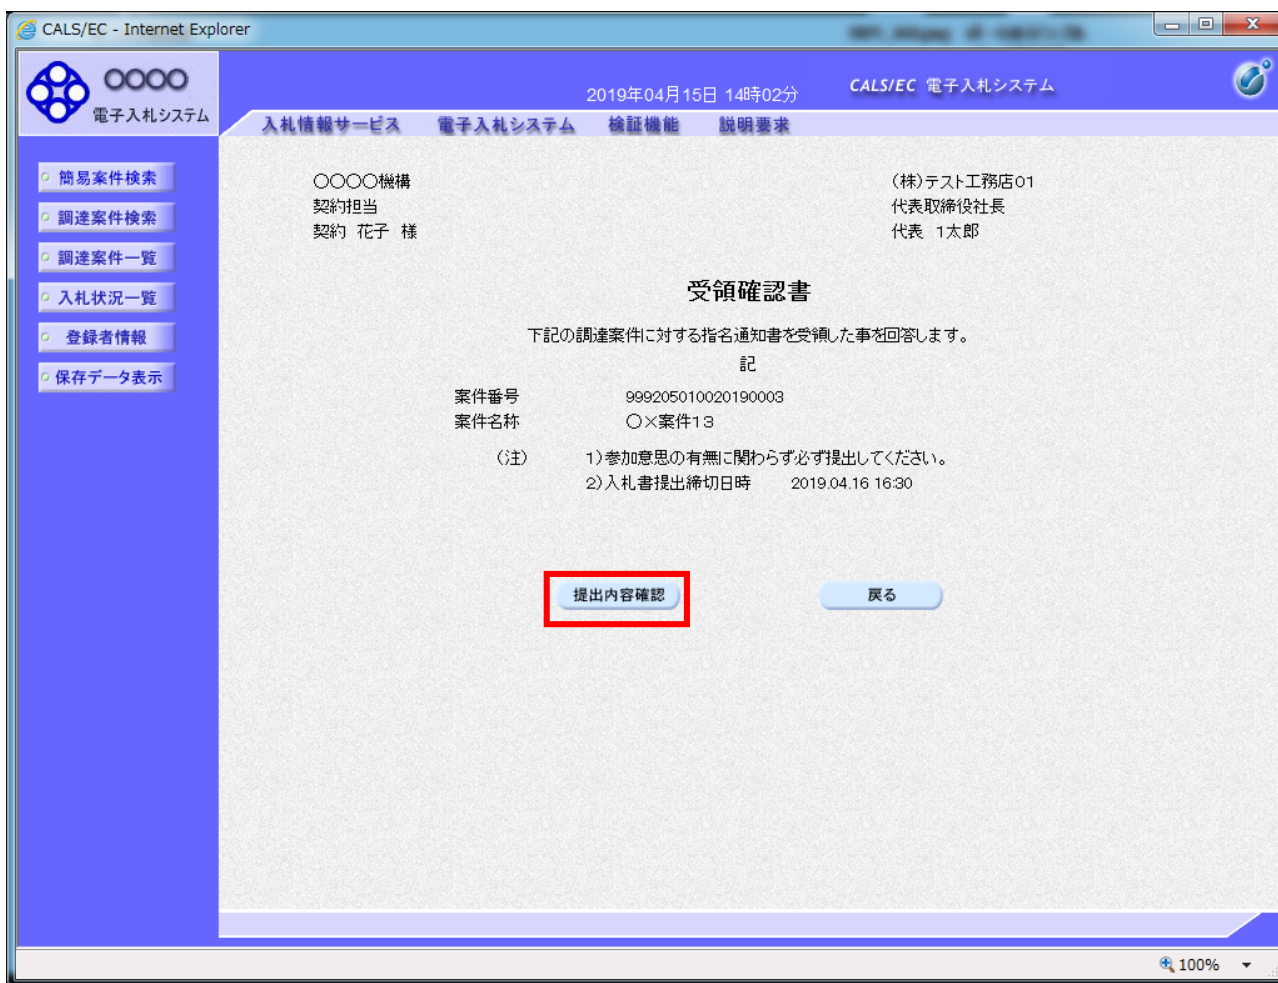 CALS/EC - Internet Explorer
OOOO
電子入札システム
2019年04月15日 14時02分
CALS/EC 電子入札システム
入札情報サービス 電子入札システム 検証機能 説明要求
簡易案件検索
調達案件検索
調達案件一覧
入札状況一覧
登録者情報
保存データ表示
〇〇〇〇機構
契約担当
契約 花子 様
(株)テスト工務店01
代表取締役社長
代表 1太郎
受領確認書
下記の調達案件に対する指名通知書を受領した事を回答します。
記
案件番号 999205010020190003
案件名称 〇×案件13
(注) 1)参加意思の有無に関わらず必ず提出してください。
2)入札書提出締切日時 2019.04.16 16:30
提出内容確認 戻る
100%